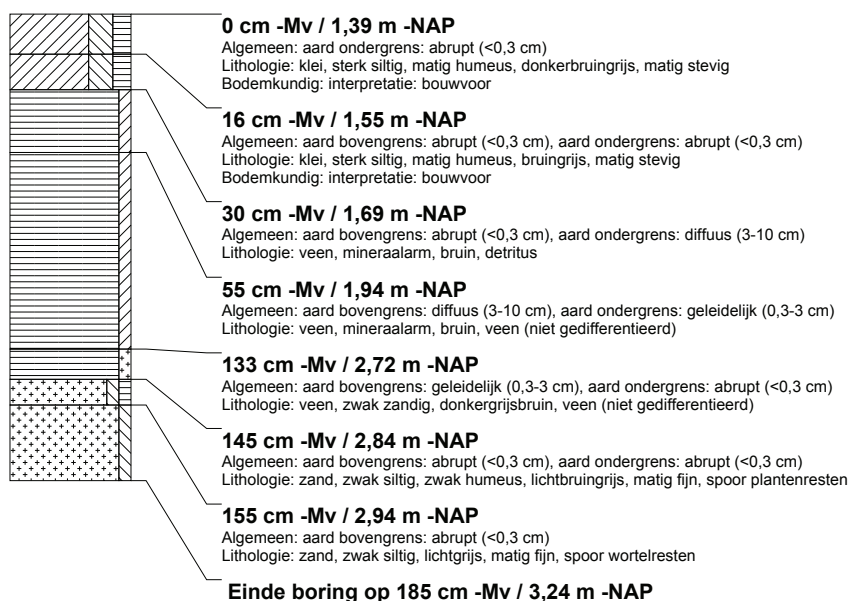 0 cm -Mv / 1,39 m -NAP
Algemeen: aard ondergrens: abrupt (<0,3 cm)
Lithologie: klei, sterk siltig, matig humeus, donkerbruingrijs, matig stevig
Bodemkundig: interpretatie: bouwvoor
16 cm -Mv / 1,55 m -NAP
Algemeen: aard bovengrens: abrupt (<0,3 cm), aard ondergrens: abrupt (<0,3 cm)
Lithologie: klei, sterk siltig, matig humeus, bruingrijs, matig stevig
Bodemkundig: interpretatie: bouwvoor
30 cm -Mv / 1,69 m -NAP
Algemeen: aard bovengrens: abrupt (<0,3 cm), aard ondergrens: diffuus (3-10 cm)
Lithologie: veen, mineraalarm, bruin, detritus
55 cm -Mv / 1,94 m -NAP
Algemeen: aard bovengrens: diffuus (3-10 cm), aard ondergrens: geleidelijk (0,3-3 cm)
Lithologie: veen, mineraalarm, bruin, veen (niet gedifferentieerd)
133 cm -Mv / 2,72 m -NAP
Algemeen: aard bovengrens: geleidelijk (0,3-3 cm), aard ondergrens: abrupt (<0,3 cm)
Lithologie: veen, zwak zandig, donkergrijsbruin, veen (niet gedifferentieerd)
145 cm -Mv / 2,84 m -NAP
Algemeen: aard bovengrens: abrupt (<0,3 cm), aard ondergrens: abrupt (<0,3 cm)
Lithologie: zand, zwak siltig, zwak humeus, lichtbruingrijs, matig fijn, spoor plantenresten
155 cm -Mv / 2,94 m -NAP
Algemeen: aard bovengrens: abrupt (<0,3 cm)
Lithologie: zand, zwak siltig, lichtgrijs, matig fijn, spoor wortelresten
Einde boring op 185 cm -Mv / 3,24 m -NAP